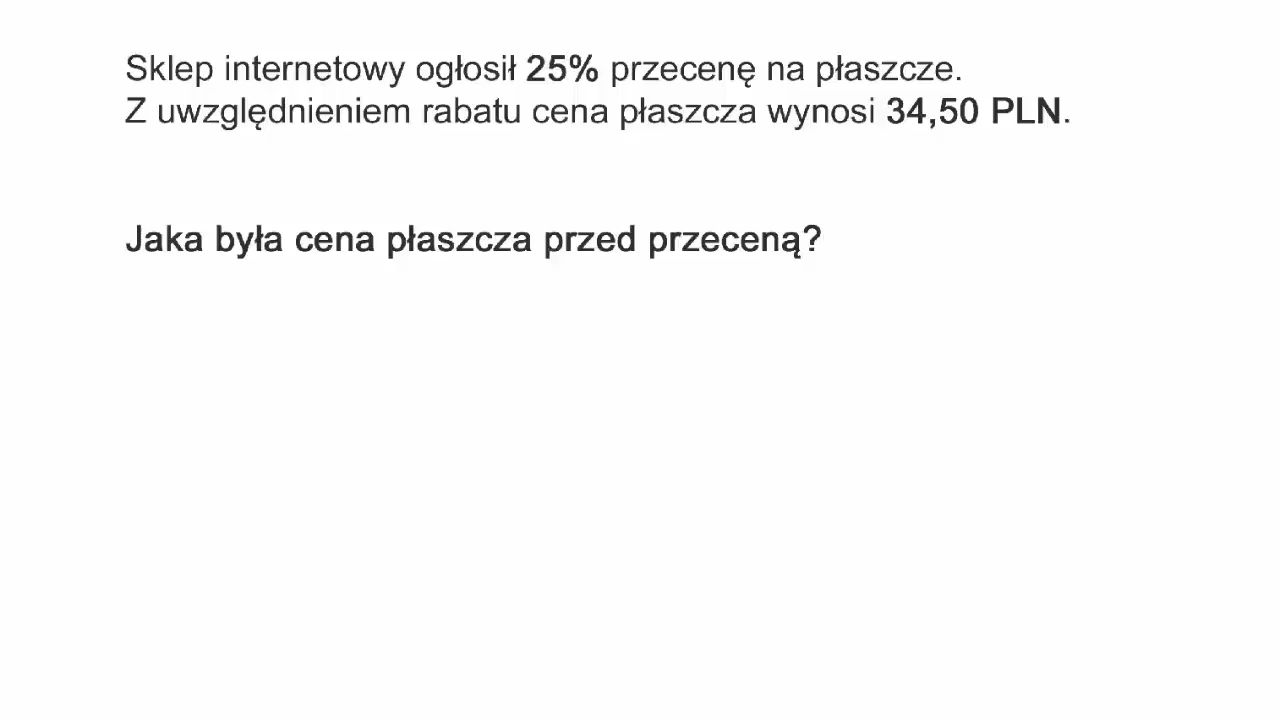 Sklep internetowy ogłosił 25% przecenę na płaszcze.
Z uwzględnieniem rabatu cena płaszcza wynosi 34,50 PLN.
Jaka była cena płaszcza przed przeceną?